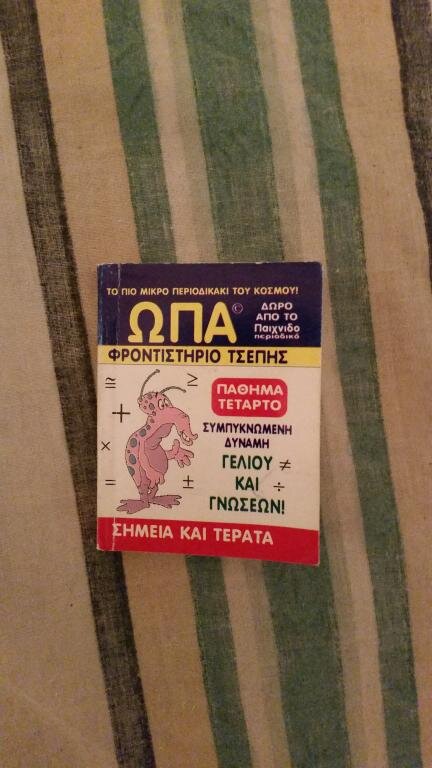 ΤΟ ΠΙΟ ΜΙΚΡΟ ΠΕΡΙΟΔΙΚΑΚΙ ΤΟΥ ΚΟΣΜΟΥ!
ΩΠΑ©
ΔΩΡΟ
ΑΠΟ ΤΟ
Παιχνιδο
περιοδικό
ΦΡΟΝΤΙΣΤΗΡΙΟ ΤΣΕΠΗΣ
ΠΑΘΗΜΑ
ΤΕΤΑΡΤΟ
ΣΥΜΠΥΚΝΩΜΕΝΗ
ΔΥΝΑΜΗ
ΓΕΛΙΟΥ ≠
ΚΑΙ ÷
ΓΝΩΣΕΩΝ!
≅ ≥
+
×
= ±
ΣΗΜΕΙΑ ΚΑΙ ΤΕΡΑΤΑ